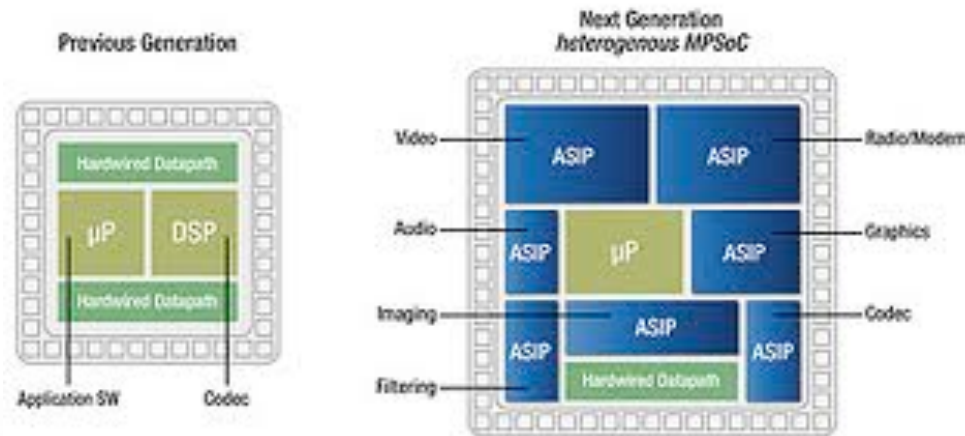 Previous Generation
Hardwired Datapath
µP
DSP
Hardwired Datapath
Application SW
Codec
Next Generation
heterogenous MPSoC
Video
ASIP
ASIP
Radio/Modem
Audio
ASIP
µP
ASIP
Graphics
Imaging
ASIP
Codec
ASIP
ASIP
Filtering
Hardwired Datapath